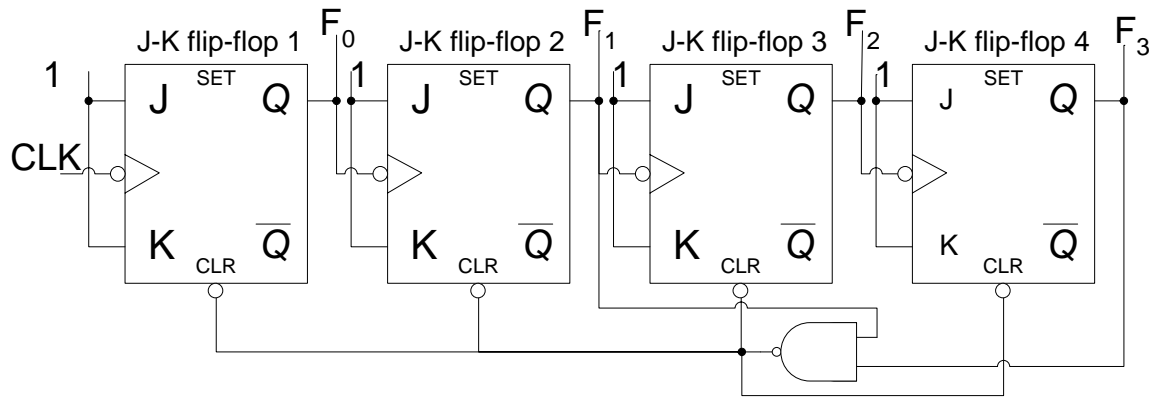 J-K flip-flop 1 F0 J-K flip-flop 2 F1 J-K flip-flop 3 F2 J-K flip-flop 4 F3
1 SET 1 SET 1 SET 1 SET
J Q J Q J Q J Q
CLK
K Q̅ K Q̅ K Q̅ K Q̅
CLR CLR CLR CLR